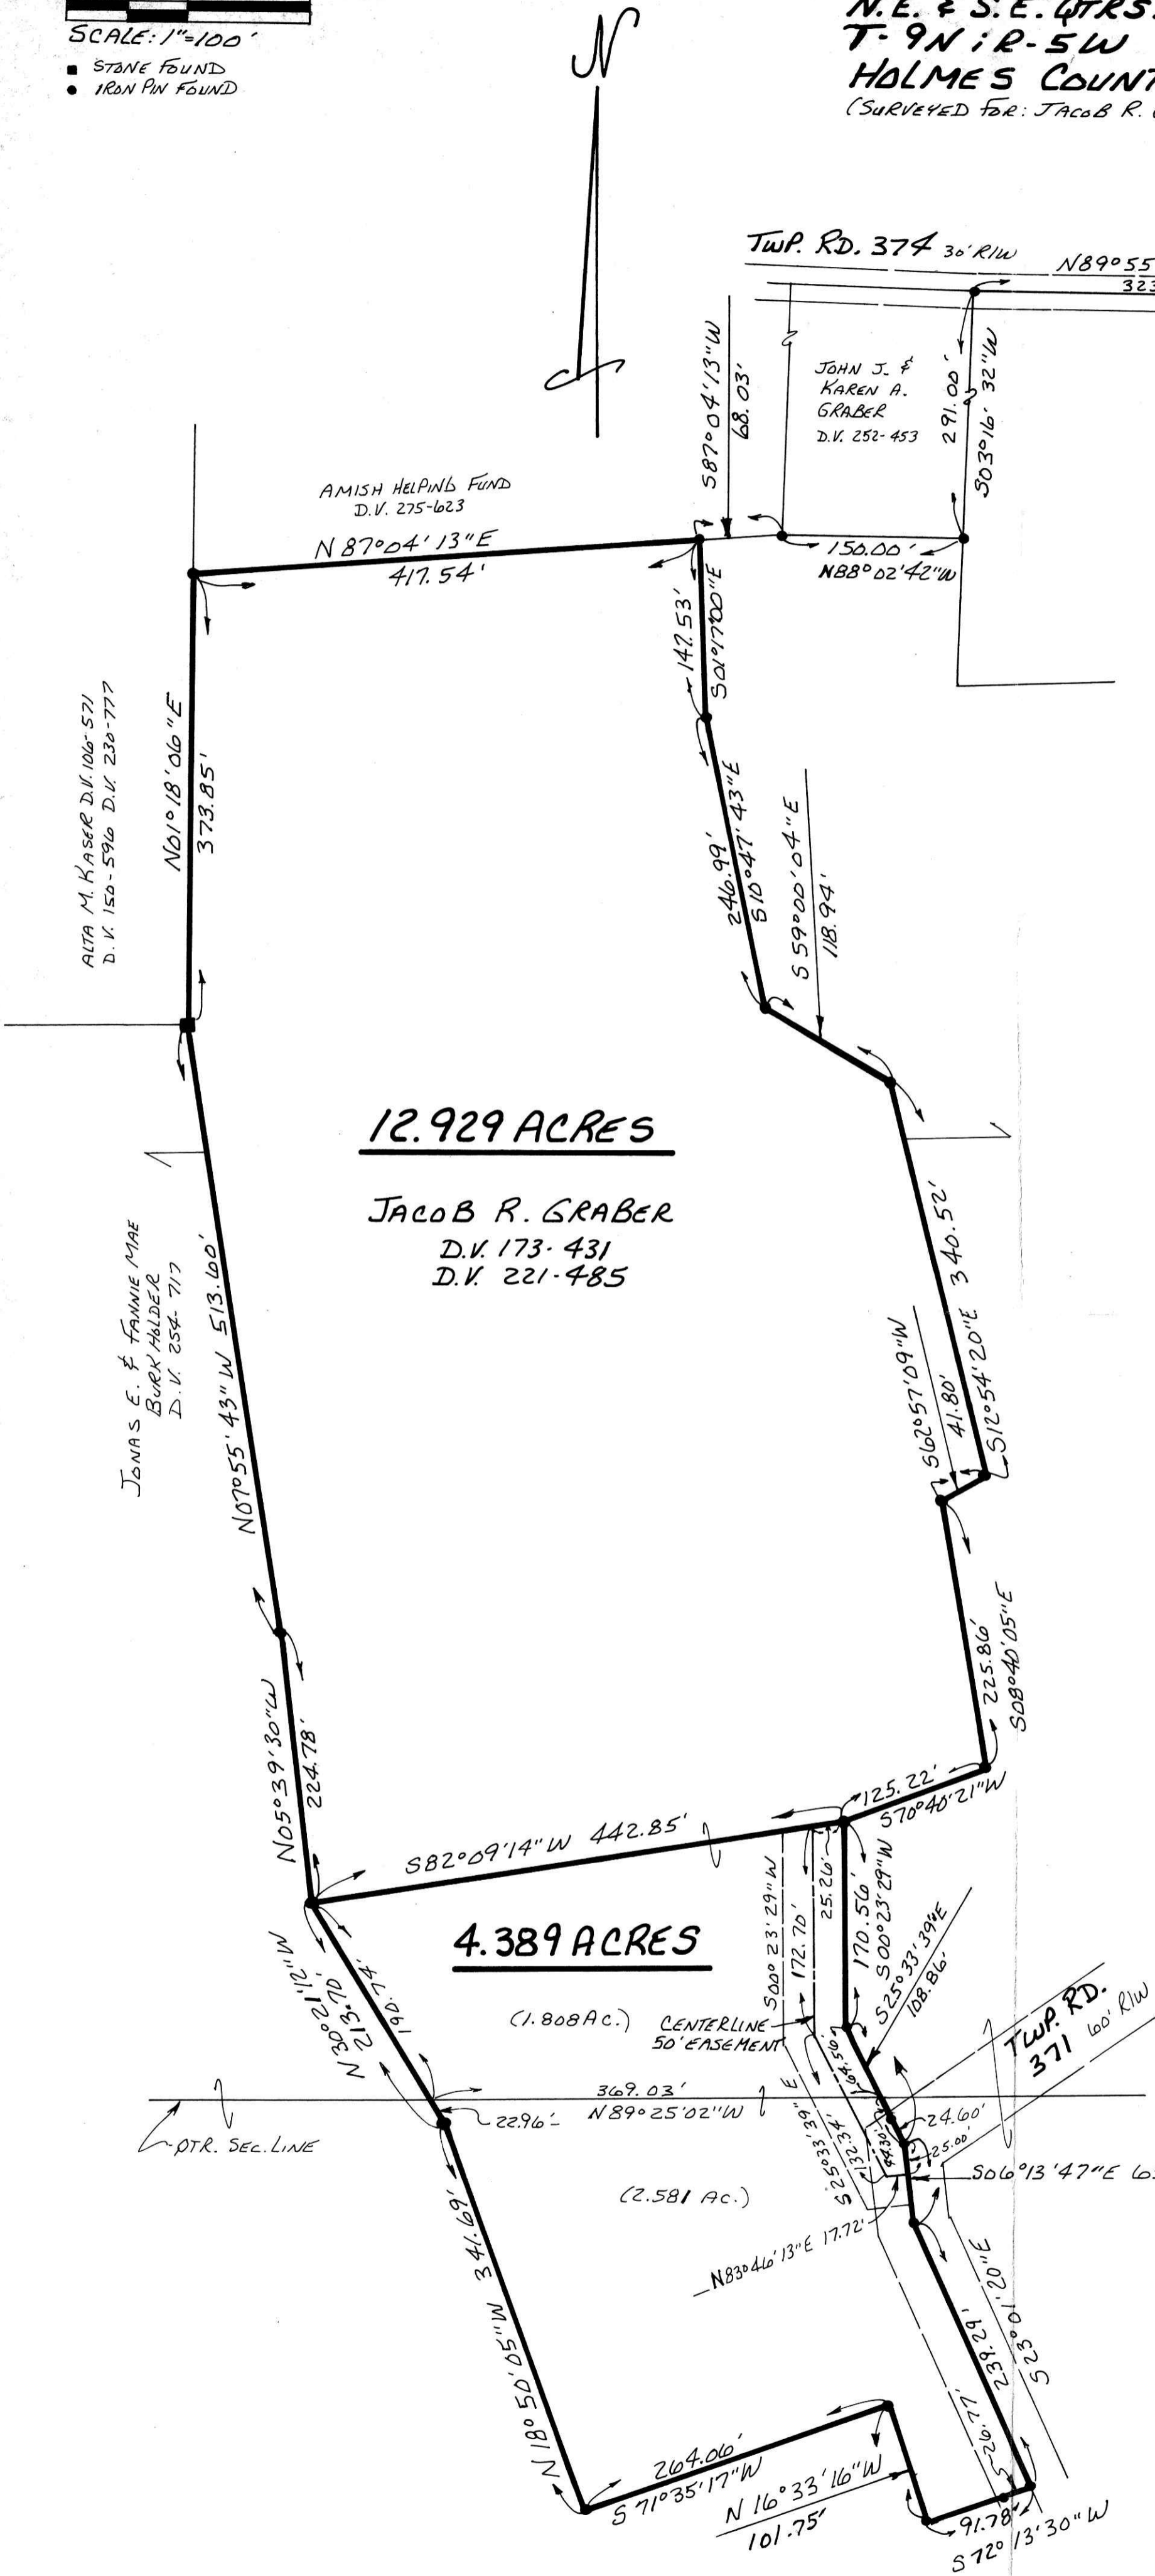 SCALE: 1"=100'
■ STONE FOUND
● IRON PIN FOUND
N
N.E. & S.E. QTRS.
T-9N; R-5W
HOLMES COUNT
(SURVEYED FOR: JACOB R.
TWP. RD. 374 30' R/W
N89°55
323
S87°04'13"W
68.03'
JOHN J. &
KAREN A.
GRABER
D.V. 252-453
291.00'
S03°16'32"W
AMISH HELPING FUND
D.V. 275-623
N 87°04'13"E
417.54'
150.00'
N88°02'42"W
147.53'
S01°17'00"E
ALTA M. KASER D.V. 106-571
D.V. 150-596 D.V. 230-777
N01°18'06"E
373.85'
246.99'
S10°47'43"E
S 59°00'04"E
118.94'
12.929 ACRES
JACOB R. GRABER
D.V. 173-431
D.V. 221-485
JONAS E. & FANNIE MAE
BURKHOLDER
D.V. 254-717
N07°55'43"W 513.60'
S12°54'20"E 340.52'
S62°57'09"W
41.80'
225.86'
S08°40'05"E
N05°39'30"W
224.78'
125.22'
S70°40'21"W
S82°09'14"W 442.85'
25.26'
4.389 ACRES
S00°23'29"W
172.70'
170.56'
S00°23'29"W
S25°33'39"E
108.86'
N 30°21'12"W
213.70'
190.74'
(1.808 AC.)
CENTERLINE
50' EASEMENT
TWP. RD.
371 60' R/W
369.03'
N89°25'02"W
22.96'
QTR. SEC. LINE
S25°33'39"E
132.34'
24.60'
25.00'
S06°13'47"E
(2.581 AC.)
N83°46'13"E 17.72'
N 18°50'05"W 341.69'
239.29'
S 23°01'20"E
26.77'
264.06'
S 71°35'17"W
N 16°33'16"W
101.75'
91.78'
S 72°13'30"W